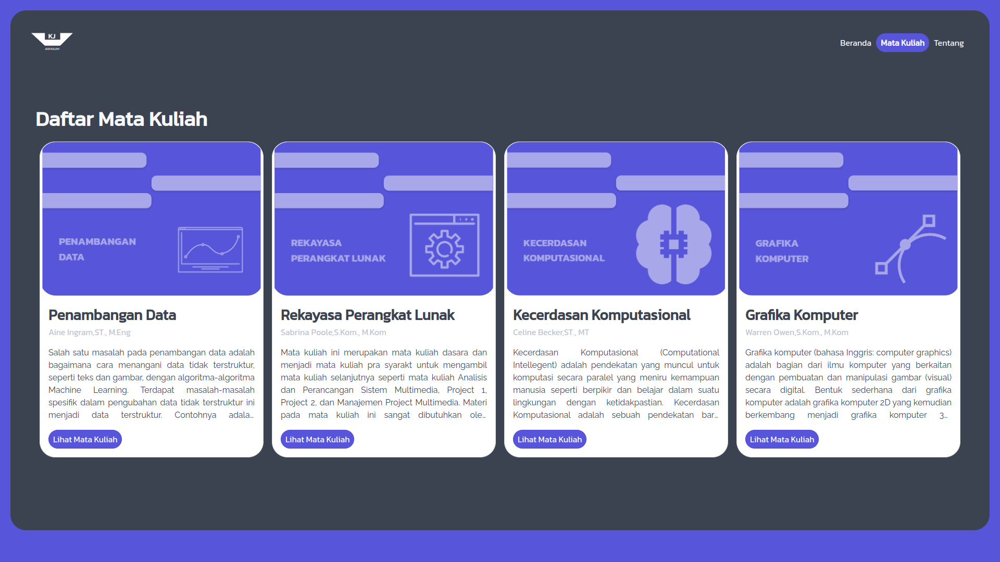 KJ
JADI KULIAH
Beranda
Mata Kuliah
Tentang
Daftar Mata Kuliah
PENAMBANGAN
DATA
Penambangan Data
Aine Ingram,ST., M.Eng
Salah satu masalah pada penambangan data adalah
bagaimana cara menangani data tidak terstruktur,
seperti teks dan gambar, dengan algoritma-algoritma
Machine Learning. Terdapat masalah-masalah
spesifik dalam pengubahan data tidak terstruktur ini
menjadi data terstruktur. Contohnya adala...
Lihat Mata Kuliah
REKAYASA
PERANGKAT LUNAK
Rekayasa Perangkat Lunak
Sabrina Poole,S.Kom., M.Kom
Mata kuliah ini merupakan mata kuliah dasara dan
menjadi mata kuliah pra syarakt untuk mengambil
mata kuliah selanjutnya seperti mata kuliah Analisis
dan Perancangan Sistem Multimedia, Project 1,
Project 2, dan Manajemen Project Multimedia. Materi
pada mata kuliah ini sangat dibutuhkan ole...
Lihat Mata Kuliah
KECERDASAN
KOMPUTASIONAL
Kecerdasan Komputasional
Celine Becker,ST., MT
Kecerdasan Komputasional (Computational
Intellegent) adalah pendekatan yang muncul untuk
komputasi secara paralel yang meniru kemampuan
manusia seperti berpikir dan belajar dalam suatu
lingkungan dengan ketidakpastian. Kecerdasan
Komputasional adalah sebuah pendekatan bar...
Lihat Mata Kuliah
GRAFIKA
KOMPUTER
Grafika Komputer
Warren Owen,S.Kom., M.Kom
Grafika komputer (bahasa Inggris: computer graphics)
adalah bagian dari ilmu komputer yang berkaitan
dengan pembuatan dan manipulasi gambar (visual)
secara digital. Bentuk sederhana dari grafika
komputer adalah grafika komputer 2D yang kemudian
berkembang menjadi grafika komputer 3...
Lihat Mata Kuliah